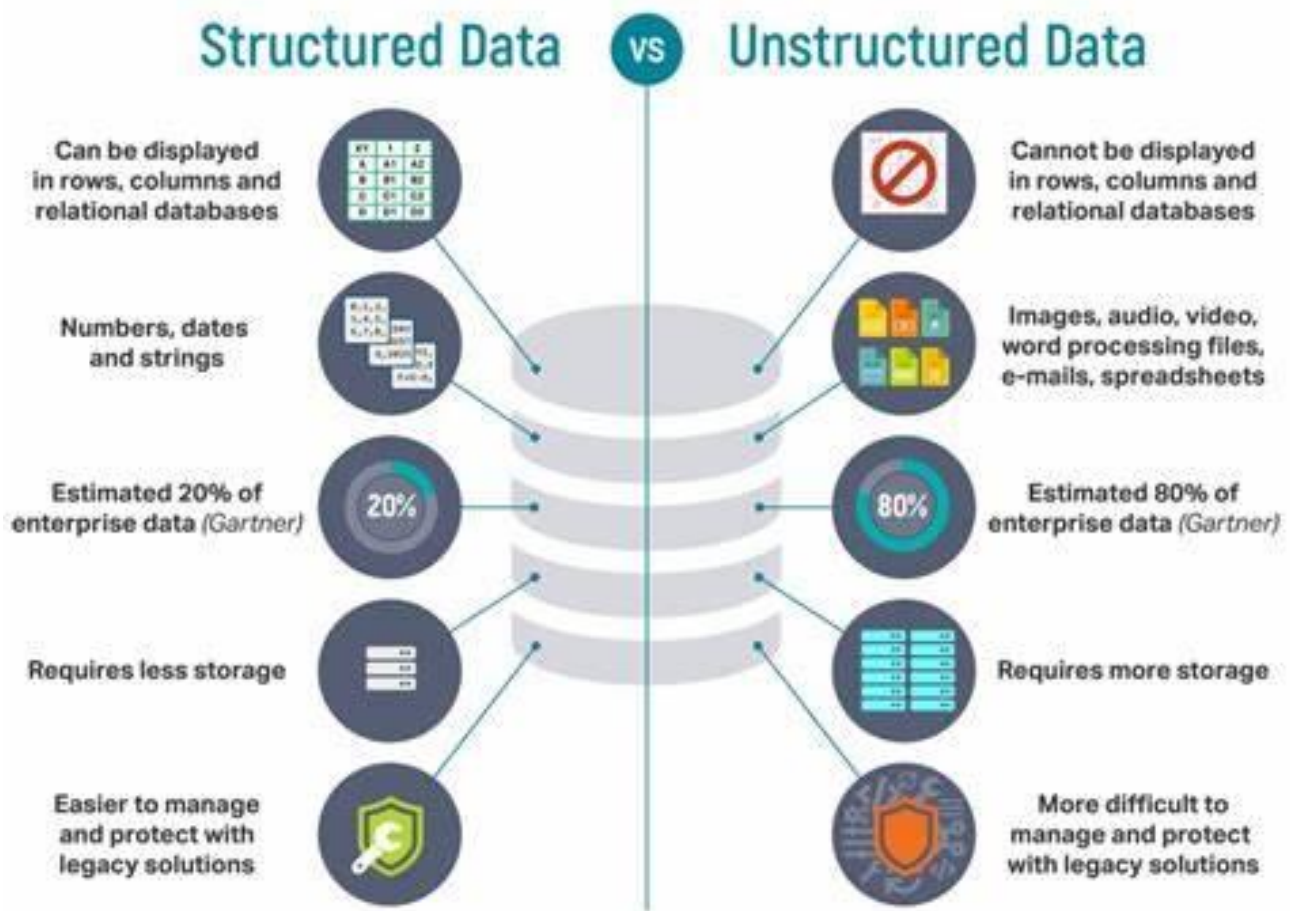 Structured Data VS Unstructured Data
Can be displayed
in rows, columns and
relational databases
Cannot be displayed
in rows, columns and
relational databases
Numbers, dates
and strings
Images, audio, video,
word processing files,
e-mails, spreadsheets
Estimated 20% of
enterprise data (Gartner)
20%
80%
Estimated 80% of
enterprise data (Gartner)
Requires less storage
Requires more storage
Easier to manage
and protect with
legacy solutions
More difficult to
manage and protect
with legacy solutions